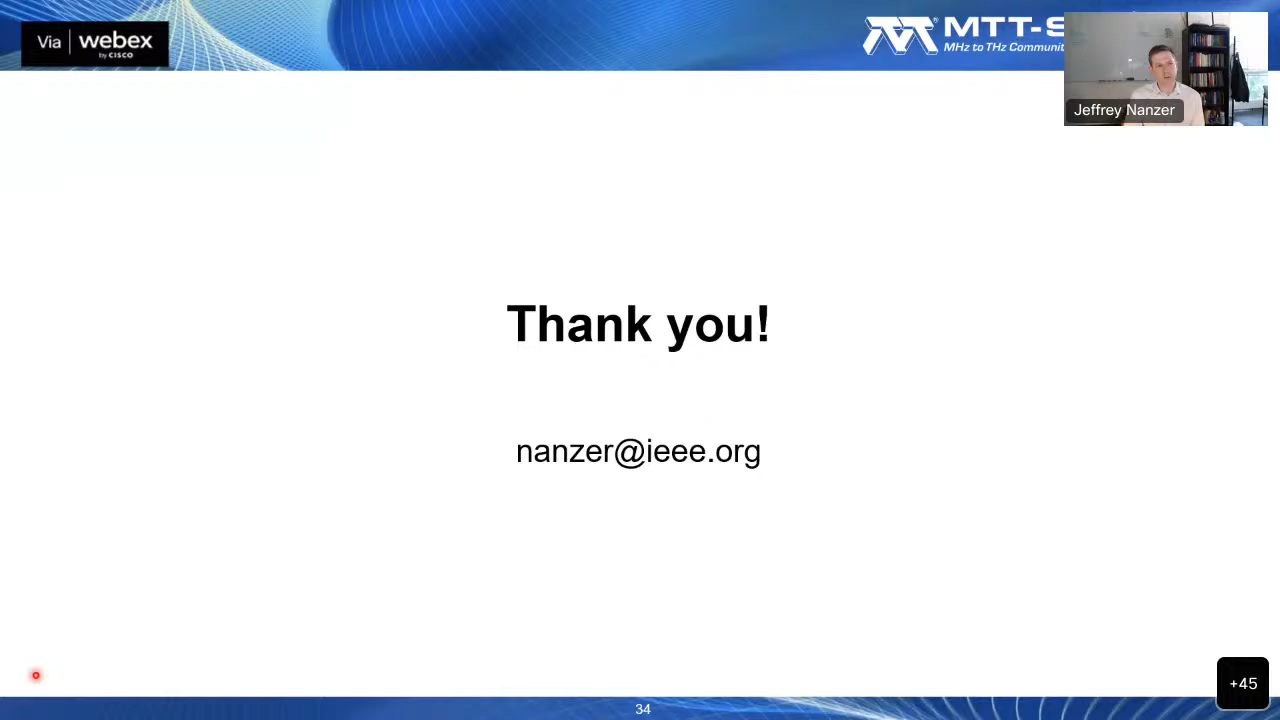 Via | webex
by CISCO
MTT-S
MHz to THz Communit
Jeffrey Nanzer
Thank you!
nanzer@ieee.org
+45
34